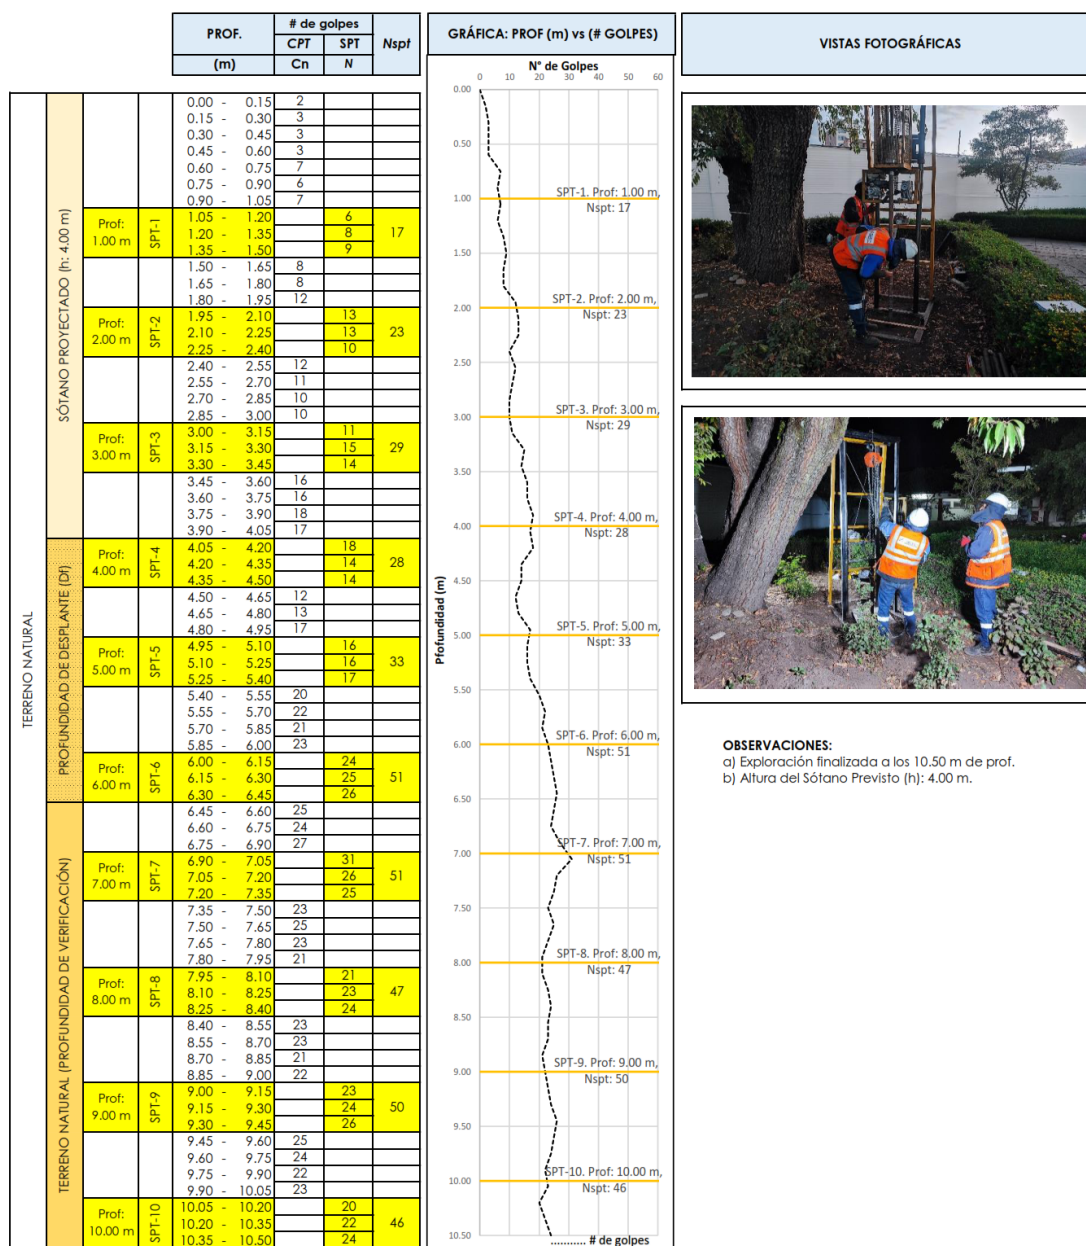 PROF.
(m)
# de golpes
CPT SPT
Cn N
Nspt
GRÁFICA: PROF (m) vs (# GOLPES)
VISTAS FOTOGRÁFICAS
TERRENO NATURAL
SÓTANO PROYECTADO (h: 4.00 m)
0.00 - 0.15 2
0.15 - 0.30 3
0.30 - 0.45 3
0.45 - 0.60 3
0.60 - 0.75 7
0.75 - 0.90 6
0.90 - 1.05 7
Prof: 1.00 m SPT-1
1.05 - 1.20 6
1.20 - 1.35 8 17
1.35 - 1.50 9
1.50 - 1.65 8
1.65 - 1.80 8
1.80 - 1.95 12
Prof: 2.00 m SPT-2
1.95 - 2.10 13
2.10 - 2.25 13 23
2.25 - 2.40 10
2.40 - 2.55 12
2.55 - 2.70 11
2.70 - 2.85 10
2.85 - 3.00 10
Prof: 3.00 m SPT-3
3.00 - 3.15 11
3.15 - 3.30 15 29
3.30 - 3.45 14
3.45 - 3.60 16
3.60 - 3.75 16
3.75 - 3.90 18
3.90 - 4.05 17
PROFUNDIDAD DE DESPLANTE (Df)
Prof: 4.00 m SPT-4
4.05 - 4.20 18
4.20 - 4.35 14 28
4.35 - 4.50 14
4.50 - 4.65 12
4.65 - 4.80 13
4.80 - 4.95 17
Prof: 5.00 m SPT-5
4.95 - 5.10 16
5.10 - 5.25 16 33
5.25 - 5.40 17
5.40 - 5.55 20
5.55 - 5.70 22
5.70 - 5.85 21
5.85 - 6.00 23
Prof: 6.00 m SPT-6
6.00 - 6.15 24
6.15 - 6.30 25 51
6.30 - 6.45 26
TERRENO NATURAL (PROFUNDIDAD DE VERIFICACIÓN)
6.45 - 6.60 25
6.60 - 6.75 24
6.75 - 6.90 27
Prof: 7.00 m SPT-7
6.90 - 7.05 31
7.05 - 7.20 26 51
7.20 - 7.35 25
7.35 - 7.50 23
7.50 - 7.65 25
7.65 - 7.80 23
7.80 - 7.95 21
Prof: 8.00 m SPT-8
7.95 - 8.10 21
8.10 - 8.25 23 47
8.25 - 8.40 24
8.40 - 8.55 23
8.55 - 8.70 23
8.70 - 8.85 21
8.85 - 9.00 22
Prof: 9.00 m SPT-9
9.00 - 9.15 23
9.15 - 9.30 24 50
9.30 - 9.45 26
9.45 - 9.60 25
9.60 - 9.75 24
9.75 - 9.90 22
9.90 - 10.05 23
Prof: 10.00 m SPT-10
10.05 - 10.20 20
10.20 - 10.35 22 46
10.35 - 10.50 24
N° de Golpes
0 10 20 30 40 50 60
Pfofundidad (m)
0.00
0.50
SPT-1. Prof: 1.00 m,
1.00
Nspt: 17
1.50
SPT-2. Prof: 2.00 m,
2.00
Nspt: 23
2.50
SPT-3. Prof: 3.00 m,
3.00
Nspt: 29
3.50
SPT-4. Prof: 4.00 m,
4.00
Nspt: 28
4.50
SPT-5. Prof: 5.00 m,
5.00
Nspt: 33
5.50
SPT-6. Prof: 6.00 m,
6.00
Nspt: 51
6.50
SPT-7. Prof: 7.00 m,
7.00
Nspt: 51
7.50
SPT-8. Prof: 8.00 m,
8.00
Nspt: 47
8.50
SPT-9. Prof: 9.00 m,
9.00
Nspt: 50
9.50
SPT-10. Prof: 10.00 m,
10.00
Nspt: 46
10.50
........... # de golpes
OBSERVACIONES:
a) Exploración finalizada a los 10.50 m de prof.
b) Altura del Sótano Previsto (h): 4.00 m.